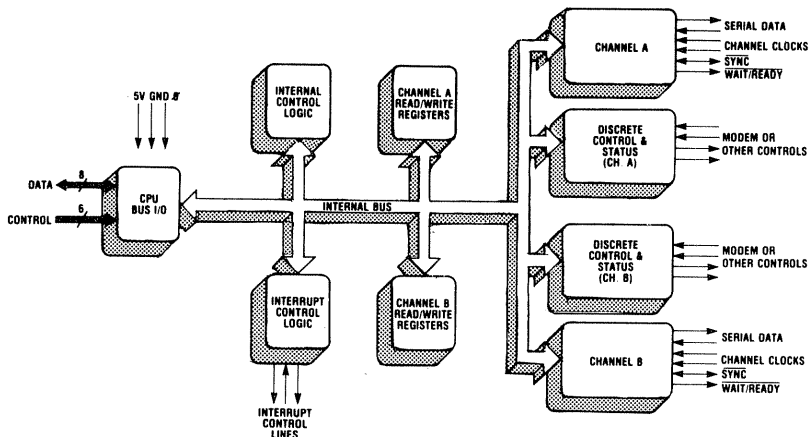 5V GND Φ
8
DATA
CPU
BUS I/O
6
CONTROL
INTERNAL
CONTROL
LOGIC
CHANNEL A
READ/WRITE
REGISTERS
INTERNAL BUS
INTERRUPT
CONTROL
LOGIC
CHANNEL B
READ/WRITE
REGISTERS
INTERRUPT
CONTROL
LINES
CHANNEL A
SERIAL DATA
CHANNEL CLOCKS
SYNC
WAIT/READY
DISCRETE
CONTROL &
STATUS
(CH. A)
MODEM OR
OTHER CONTROLS
DISCRETE
CONTROL &
STATUS
(CH. B)
MODEM OR
OTHER CONTROLS
CHANNEL B
SERIAL DATA
CHANNEL CLOCKS
SYNC
WAIT/READY